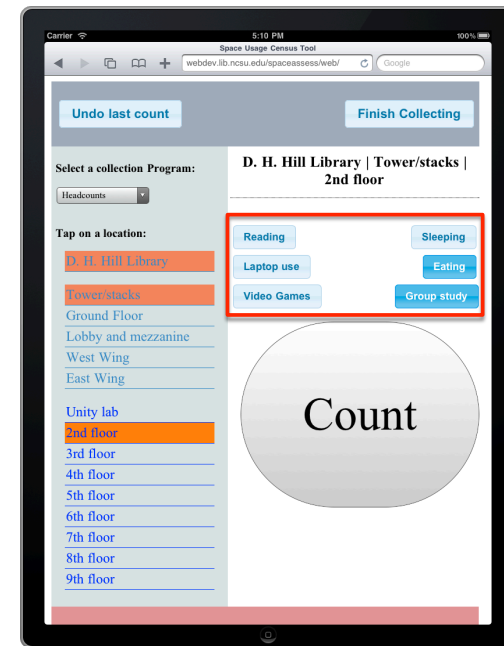 Carrier 5:10 PM 100%
Space Usage Census Tool
webdev.lib.ncsu.edu/spaceassess/web/ Google
Undo last count Finish Collecting
Select a collection Program:
Headcounts
Tap on a location:
D. H. Hill Library
Tower/stacks
Ground Floor
Lobby and mezzanine
West Wing
East Wing
Unity lab
2nd floor
3rd floor
4th floor
5th floor
6th floor
7th floor
8th floor
9th floor
D. H. Hill Library | Tower/stacks |
2nd floor
Reading Sleeping
Laptop use Eating
Video Games Group study
Count